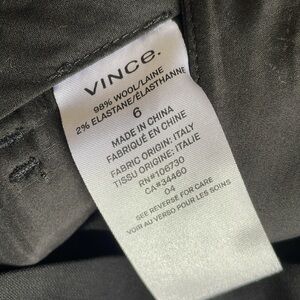 VINCE.
98% WOOL/LAINE
2% ELASTANE/ÉLASTHANNE
6
MADE IN CHINA
FABRIQUÉ EN CHINE
FABRIC ORIGIN: ITALY
TISSU ORIGINE: ITALIE
RN#106730
CA#34460
04
SEE REVERSE FOR CARE
VOIR AU VERSO POUR LES SOINS